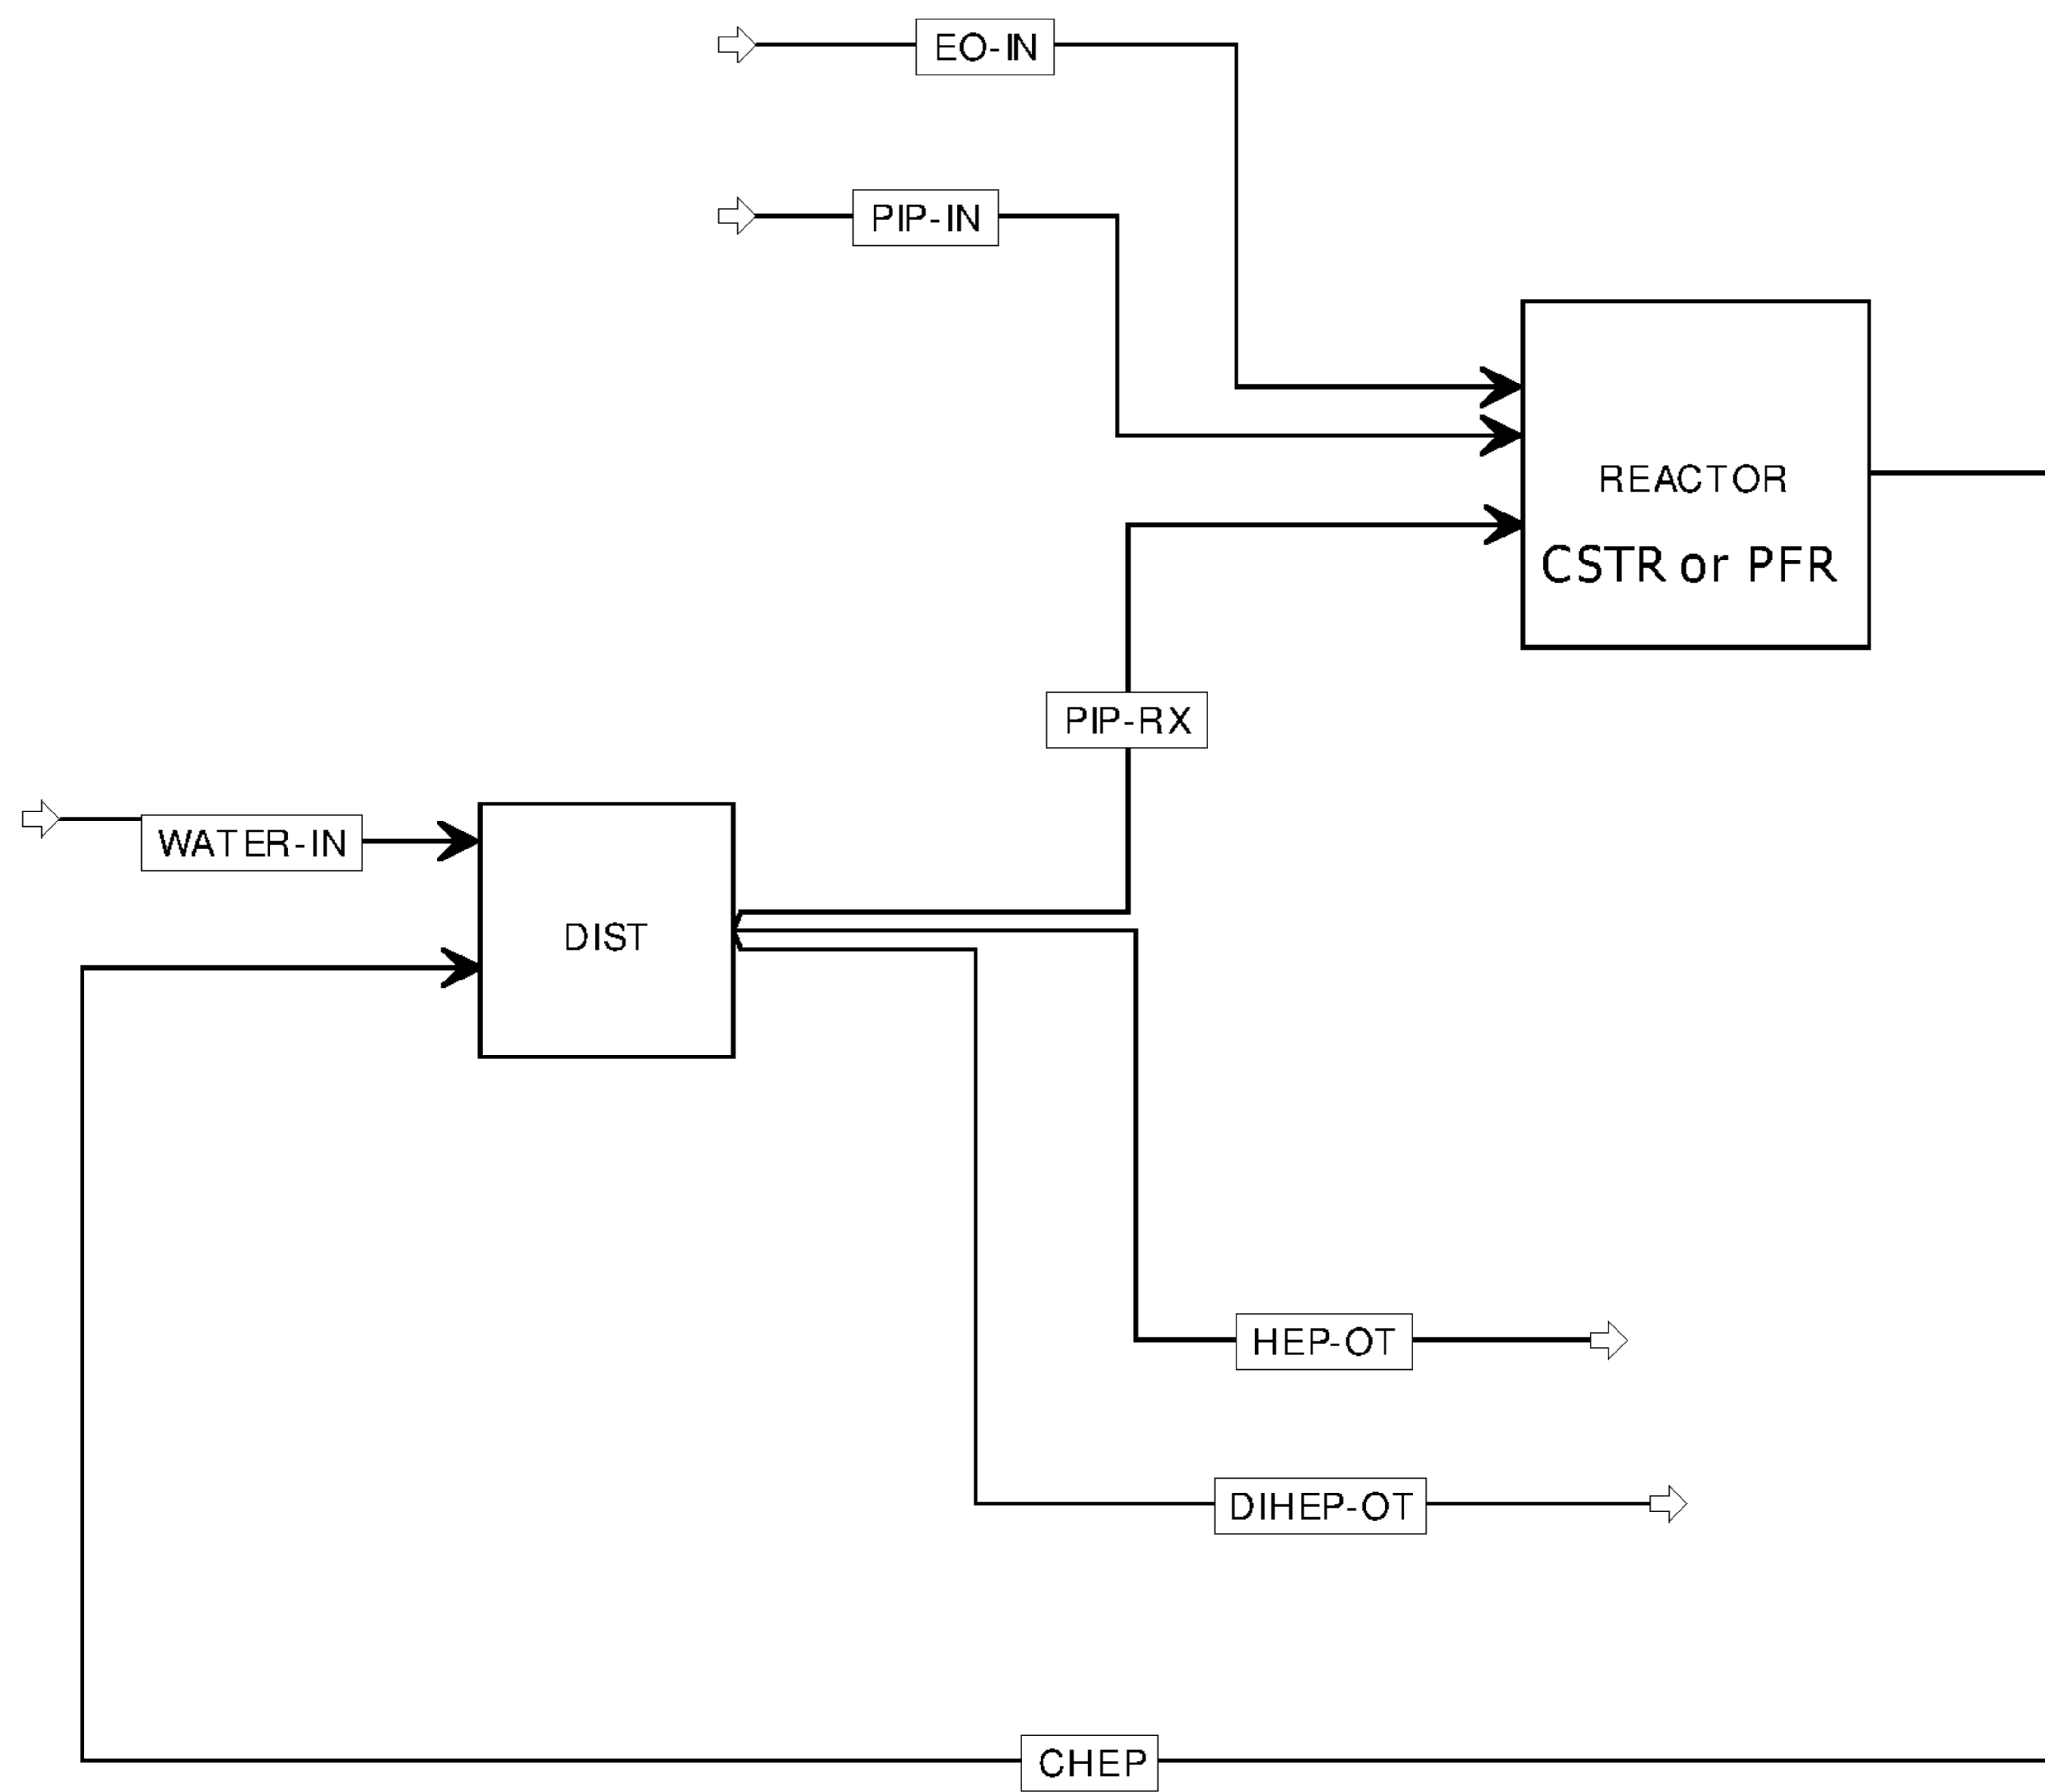 EO-IN
PIP-IN
REACTOR
CSTR or PFR
PIP-RX
WATER-IN
DIST
HEP-OT
DIHEP-OT
CHEP